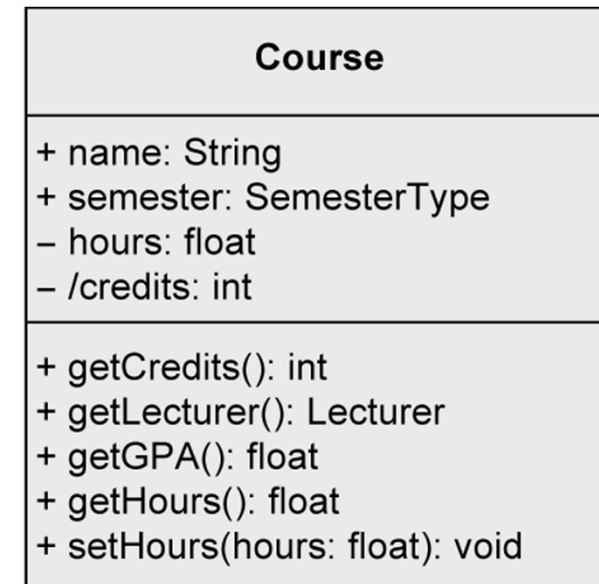 Course
+ name: String
+ semester: SemesterType
– hours: float
– /credits: int
+ getCredits(): int
+ getLecturer(): Lecturer
+ getGPA(): float
+ getHours(): float
+ setHours(hours: float): void